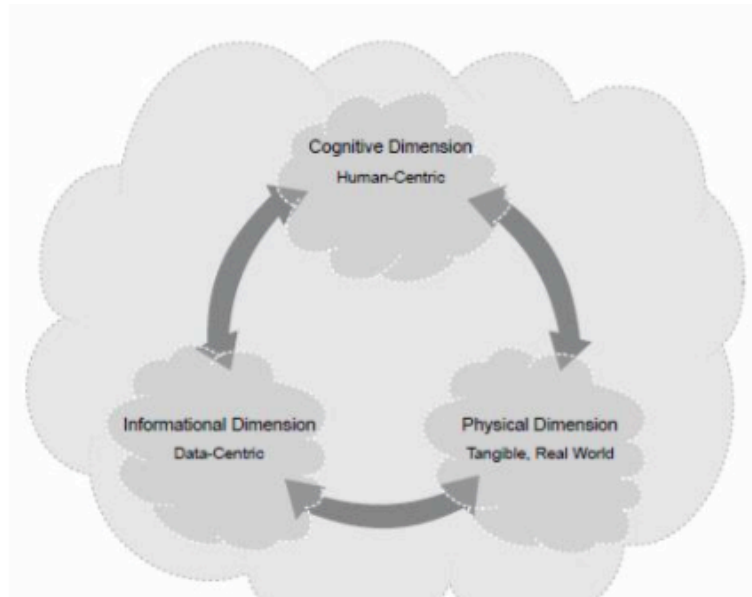 Cognitive Dimension
Human-Centric
Informational Dimension
Data-Centric
Physical Dimension
Tangible, Real World